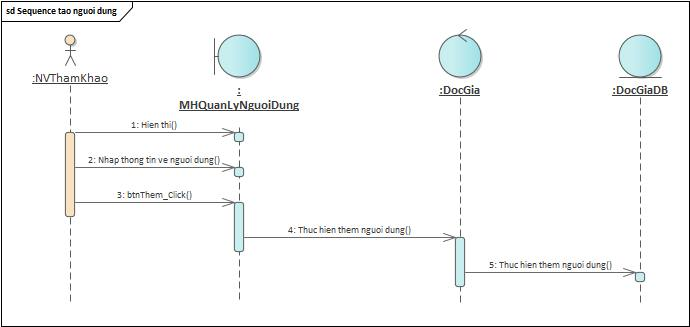 sd Sequence tao nguoi dung
:NVThamKhao
:
MHQuanLyNguoiDung
:DocGia
:DocGiaDB
1: Hien thi()
2: Nhap thong tin ve nguoi dung()
3: btnThem_Click()
4: Thuc hien them nguoi dung()
5: Thuc hien them nguoi dung()